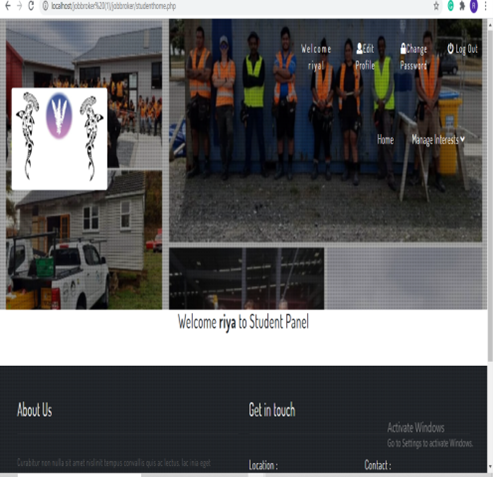 localhost/jobbroker%20(1)/jobbroker/studenthome.php
Welcome riya!
Edit Profile
Change Password
Log Out
Home
Manage Interests
Welcome riya to Student Panel
About Us
Get in touch
Activate Windows
Go to Settings to activate Windows.
Curabitur non nulla sit amet nislinit tempus convallis quis ac lectus. lac inia eget
Location :
Contact :